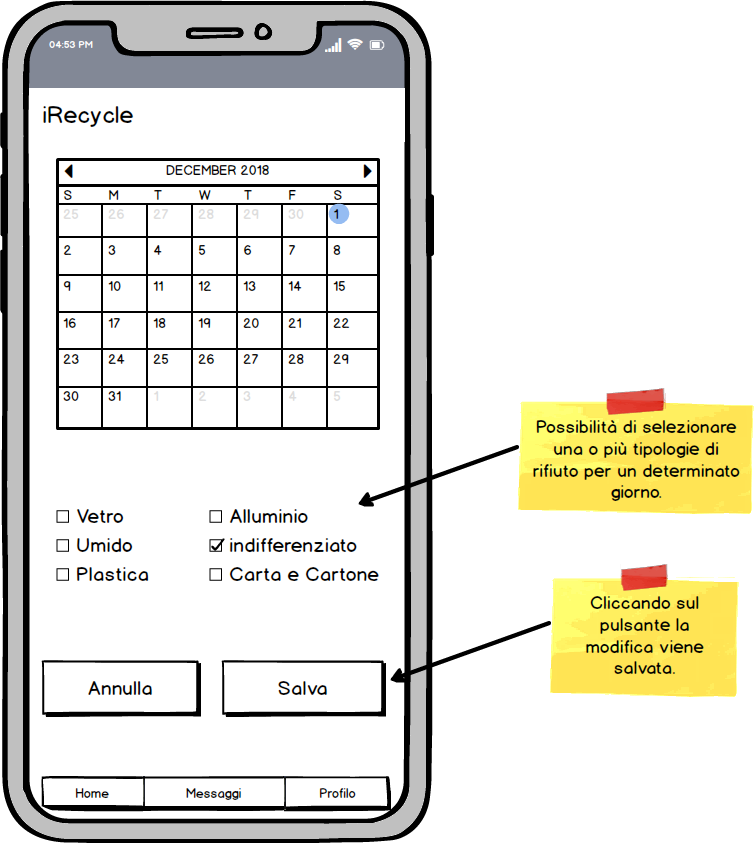 04:53 PM
iRecycle
DECEMBER 2018
S M T W T F S
25 26 27 28 29 30 1
2 3 4 5 6 7 8
9 10 11 12 13 14 15
16 17 18 19 20 21 22
23 24 25 26 27 28 29
30 31 1 2 3 4 5
Possibilità di selezionare
una o più tipologie di
rifiuto per un determinato
giorno.
Vetro Alluminio
Umido indifferenziato
Plastica Carta e Cartone
Cliccando sul
pulsante la
modifica viene
salvata.
Annulla Salva
Home Messaggi Profilo